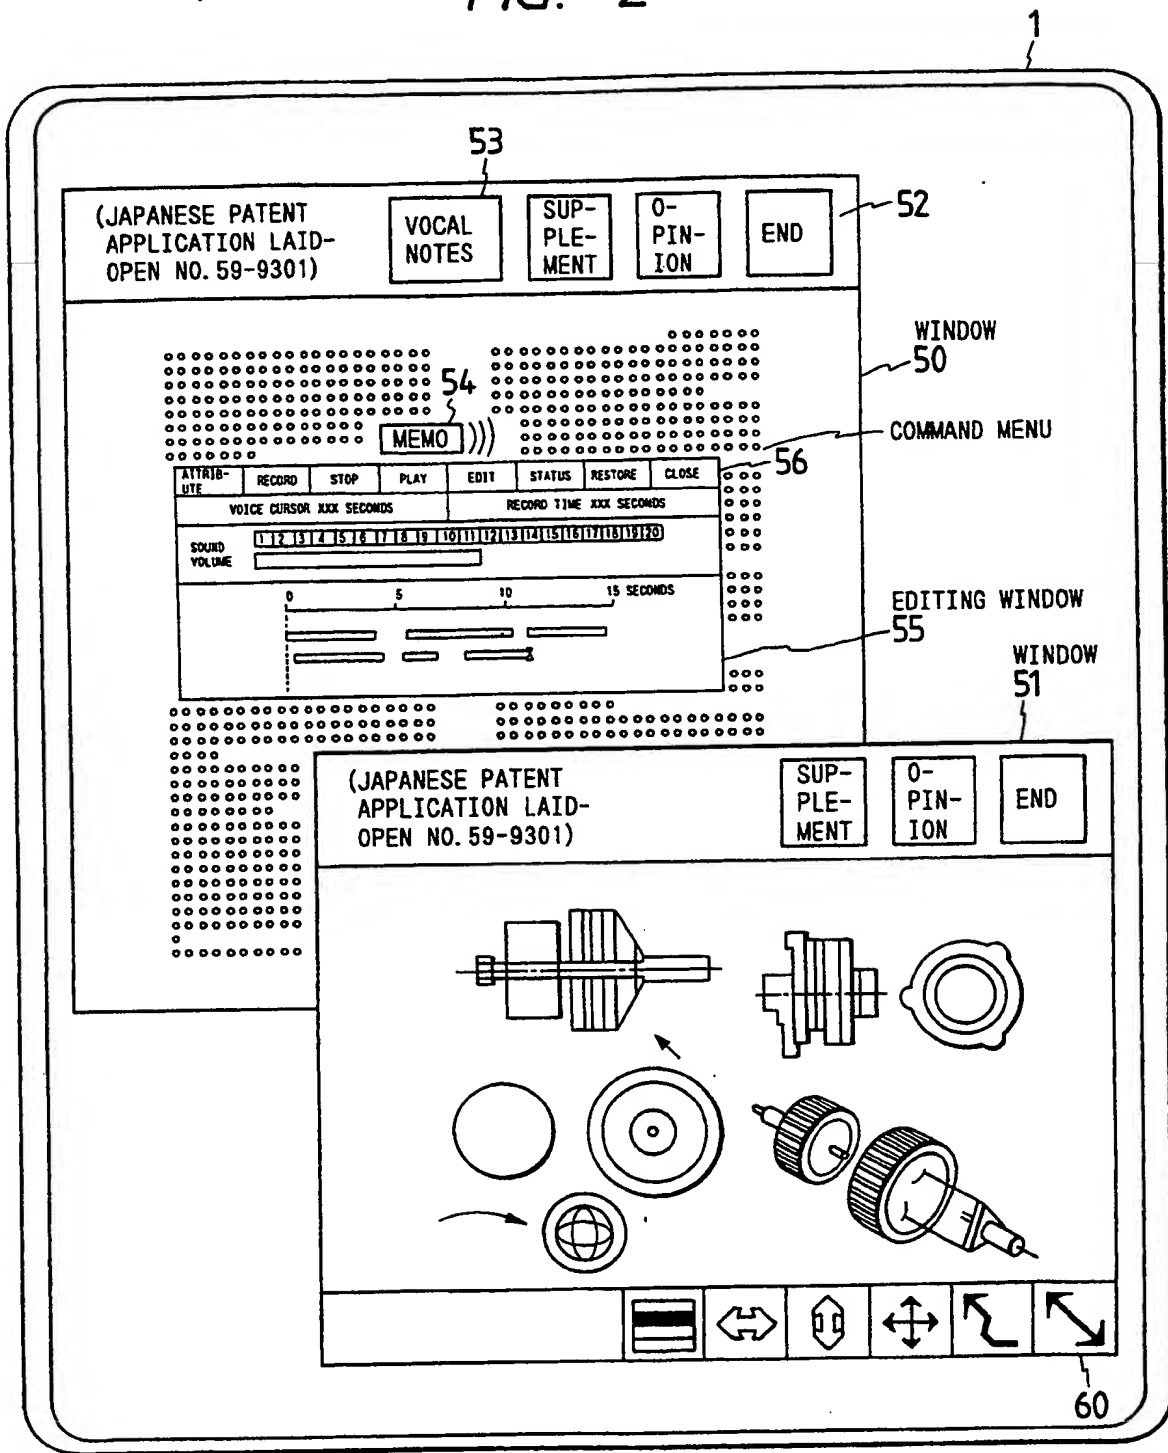 FIG. 2
1
53
(JAPANESE PATENT
APPLICATION LAID-
OPEN NO. 59-9301)
VOCAL
NOTES
SUP-
PLE-
MENT
O-
PIN-
ION
END
52
WINDOW
50
54
MEMO
COMMAND MENU
56
ATTRIB-
UTE
RECORD
STOP
PLAY
EDIT
STATUS
RESTORE
CLOSE
VOICE CURSOR XXX SECONDS
RECORD TIME XXX SECONDS
SOUND
VOLUME
1 2 3 4 5 6 7 8 9 10 11 12 13 14 15 16 17 18 19 20
0 5 10 15 SECONDS
EDITING WINDOW
55
WINDOW
51
(JAPANESE PATENT
APPLICATION LAID-
OPEN NO. 59-9301)
SUP-
PLE-
MENT
O-
PIN-
ION
END
60